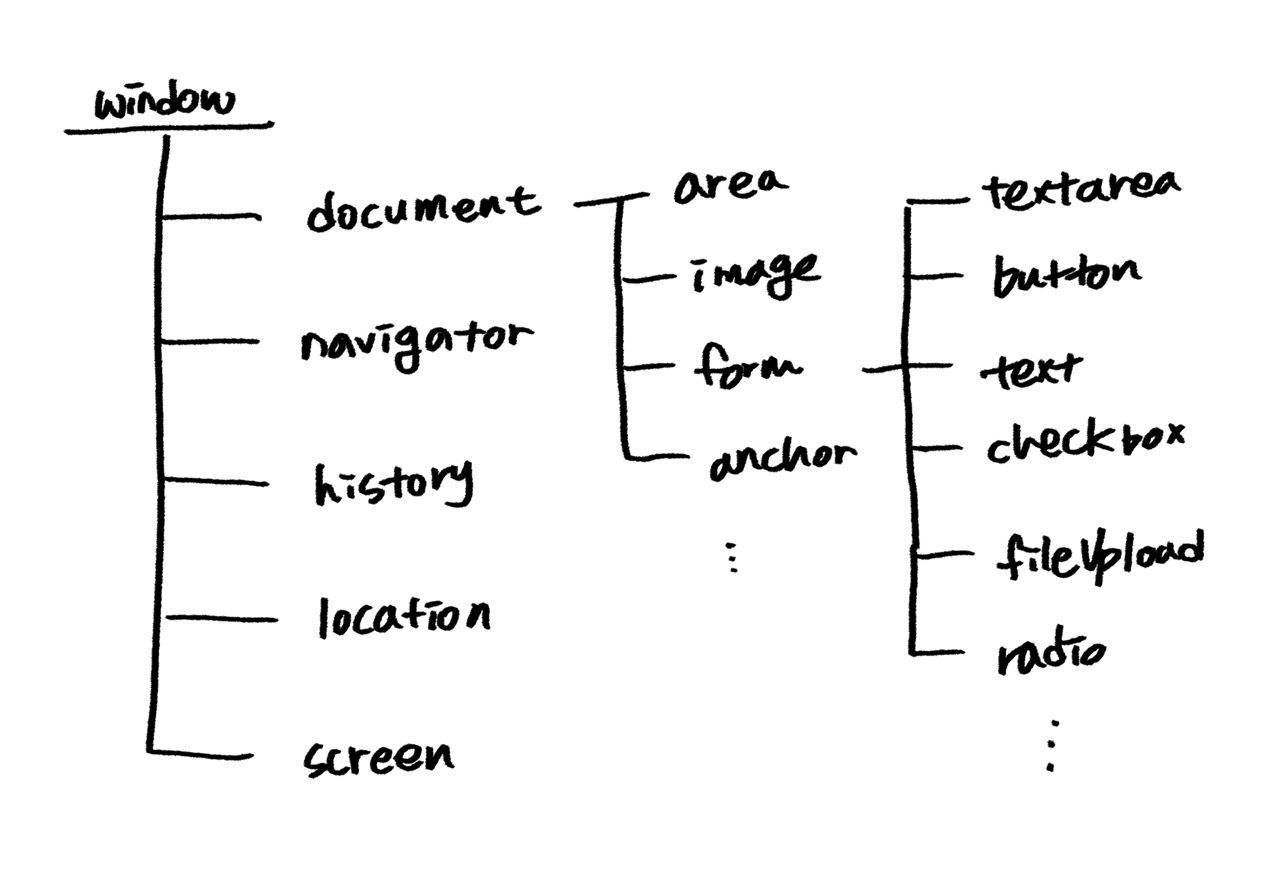 window
document
navigator
history
location
screen
area
image
form
anchor
⋮
textarea
button
text
checkbox
fileUpload
radio
⋮